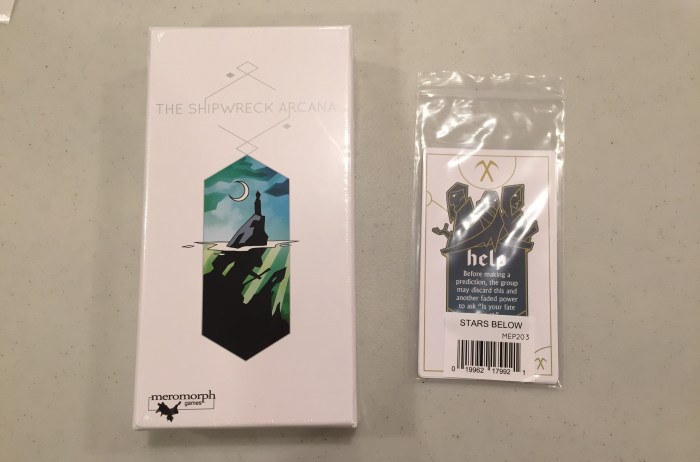 THE SHIPWRECK ARCANA
meromorph
games
help
Before making a
prediction, the group
may discard this and
another faded power
to ask "Is your fate
STARS BELOW
MEP203
0 19962 17992 1